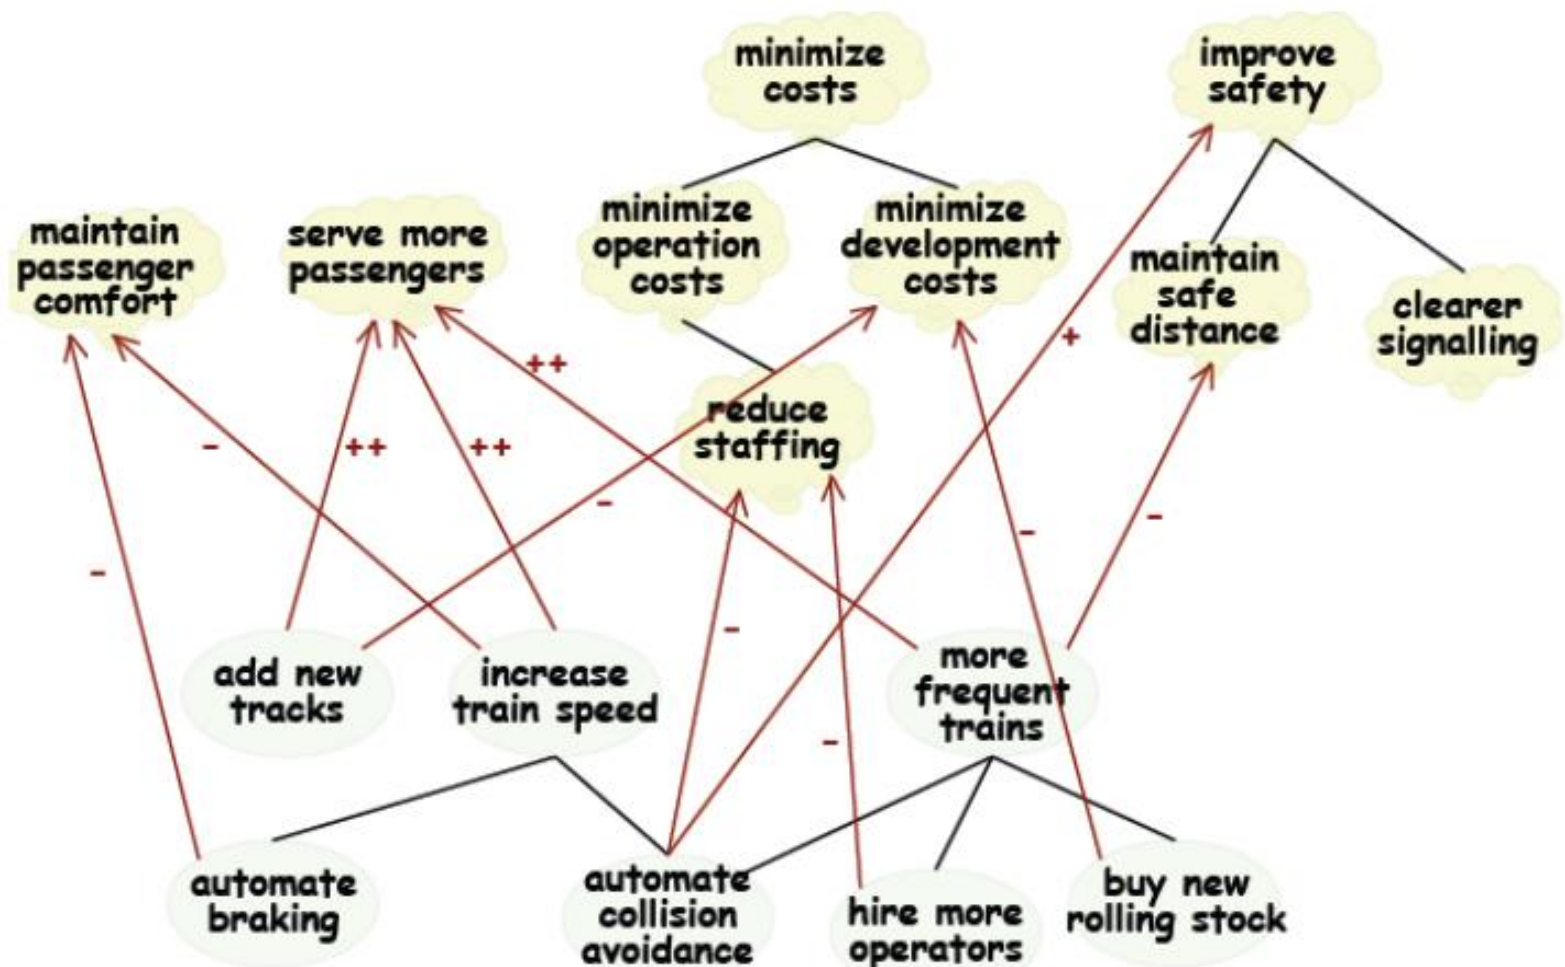 minimize
costs
improve
safety
maintain
passenger
comfort
serve more
passengers
minimize
operation
costs
minimize
development
costs
maintain
safe
distance
clearer
signalling
+
++
reduce
staffing
-
++
++
-
-
-
-
-
-
add new
tracks
increase
train speed
more
frequent
trains
automate
braking
automate
collision
avoidance
hire more
operators
buy new
rolling stock